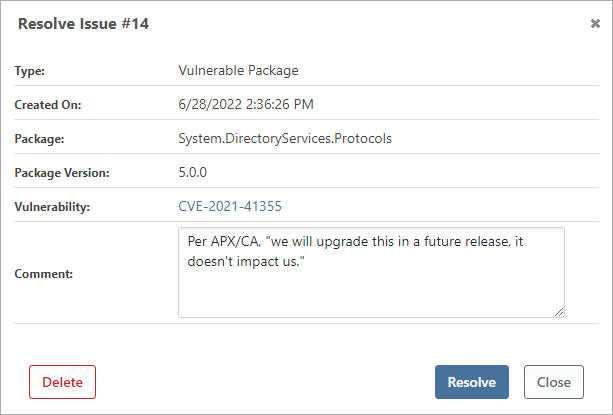 Resolve Issue #14
Type: Vulnerable Package
Created On: 6/28/2022 2:36:26 PM
Package: System.DirectoryServices.Protocols
Package Version: 5.0.0
Vulnerability: CVE-2021-41355
Comment: Per APX/CA, "we will upgrade this in a future release, it
doesn't impact us."
Delete Resolve Close